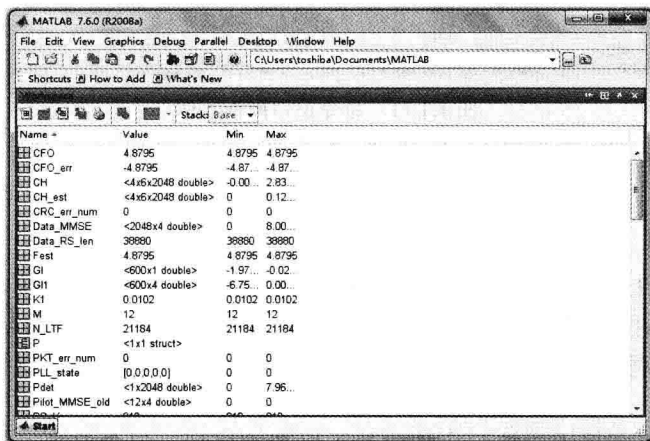 MATLAB 7.6.0 (R2008a)
File Edit View Graphics Debug Parallel Desktop Window Help
C:\Users\toshiba\Documents\MATLAB
Shortcuts How to Add What's New
Stack: Base
Name Value Min Max
CFO 4.8795 4.8795 4.8795
CFO_err -4.8795 -4.87... -4.87...
CH <4x6x2048 double> -0.00... 2.83...
CH_est <4x6x2048 double> 0 0.12...
CRC_err_num 0 0 0
Data_MMSE <2048x4 double> 0 8.00...
Data_RS_len 38880 38880 38880
Fest 4.8795 4.8795 4.8795
GI <600x1 double> -1.97... -0.02...
GI1 <600x4 double> -6.75... 0.00...
K1 0.0102 0.0102 0.0102
M 12 12 12
N_LTF 21184 21184 21184
P <1x1 struct>
PKT_err_num 0 0 0
PLL_state [0,0,0,0,0] 0 0
Pdet <1x2048 double> 0 7.96...
Pilot_MMSE_old <12x4 double> 0 0
Start